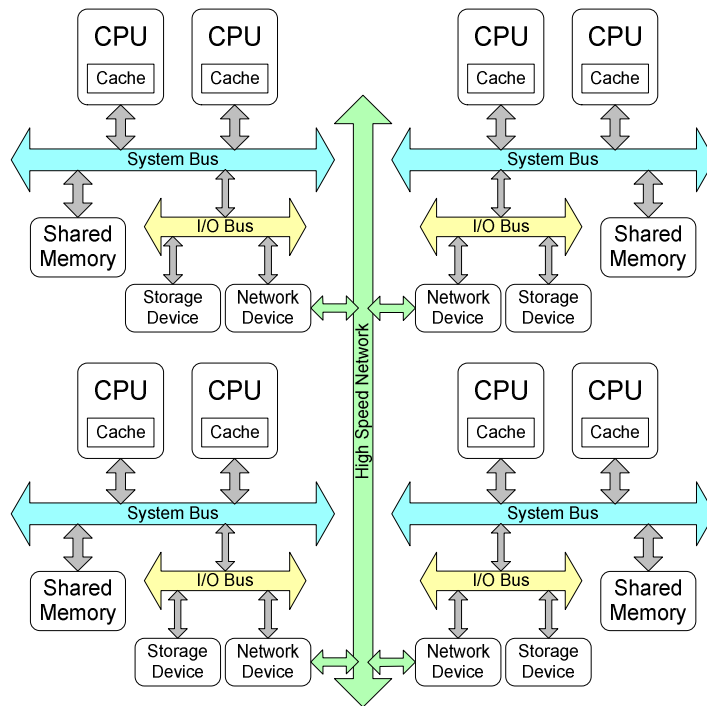 CPU
Cache
CPU
Cache
System Bus
Shared
Memory
I/O Bus
Storage
Device
Network
Device
CPU
Cache
CPU
Cache
System Bus
I/O Bus
Shared
Memory
Network
Device
Storage
Device
High Speed Network
CPU
Cache
CPU
Cache
System Bus
Shared
Memory
I/O Bus
Storage
Device
Network
Device
CPU
Cache
CPU
Cache
System Bus
I/O Bus
Shared
Memory
Network
Device
Storage
Device